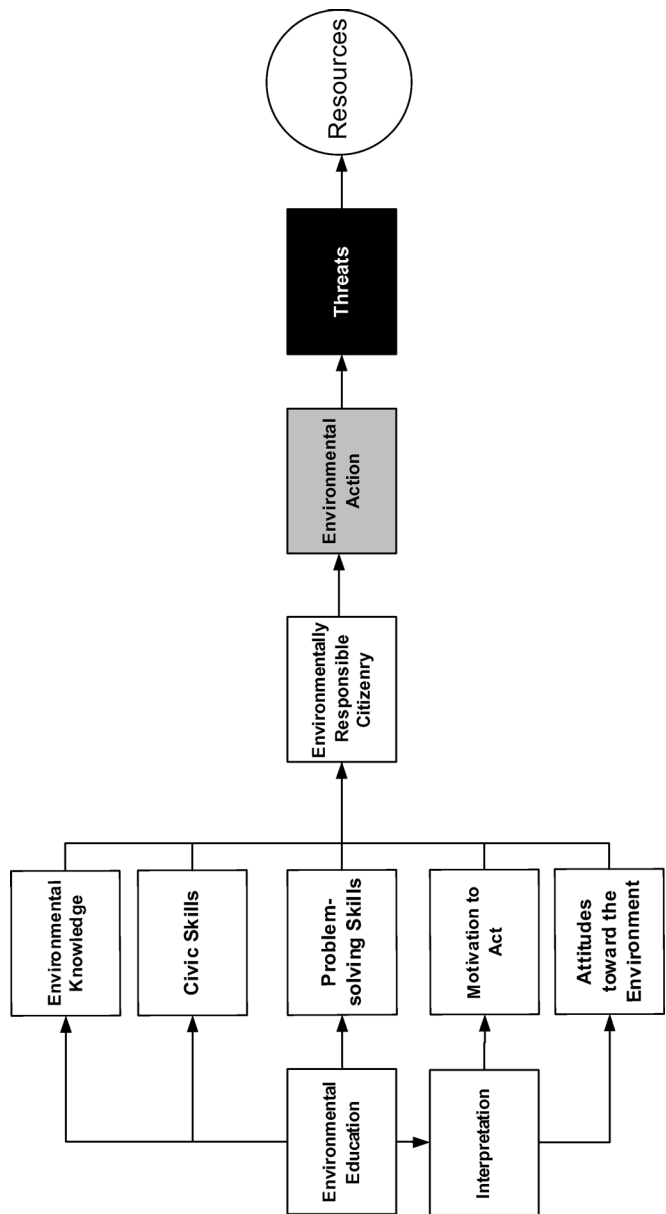 Environmental
Education
Interpretation
Environmental
Knowledge
Civic Skills
Problem-
solving Skills
Motivation to
Act
Attitudes
toward the
Environment
Environmentally
Responsible
Citizenry
Environmental
Action
Threats
Resources